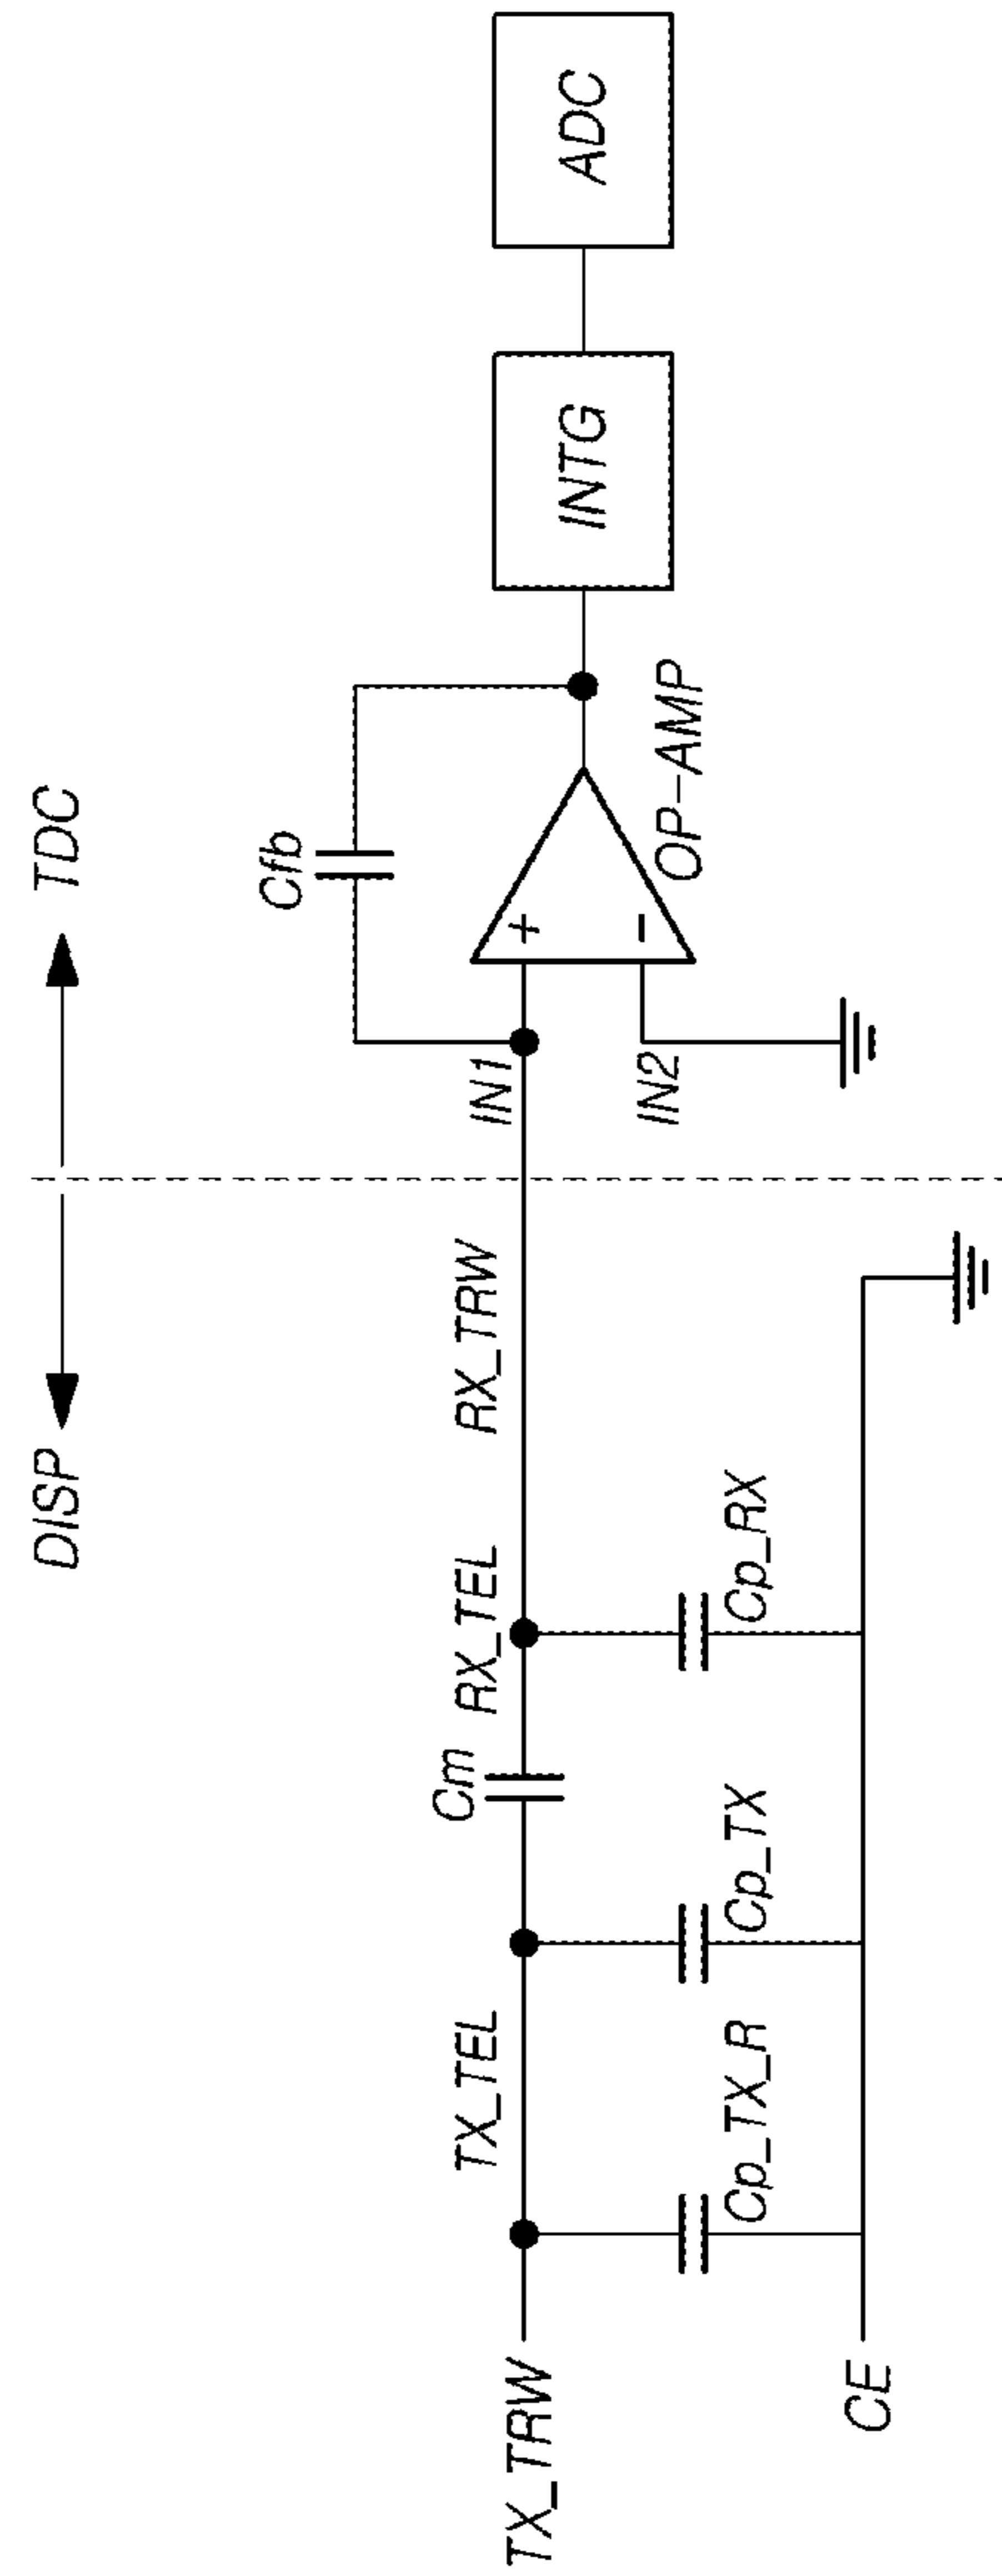 DISP
TDC
Cfb
Cm
TX_TRW
TX_TEL
RX_TEL
RX_TRW
IN1
+
-
IN2
OP-AMP
INTG
ADC
Cp_TX_R
Cp_TX
Cp_RX
CE